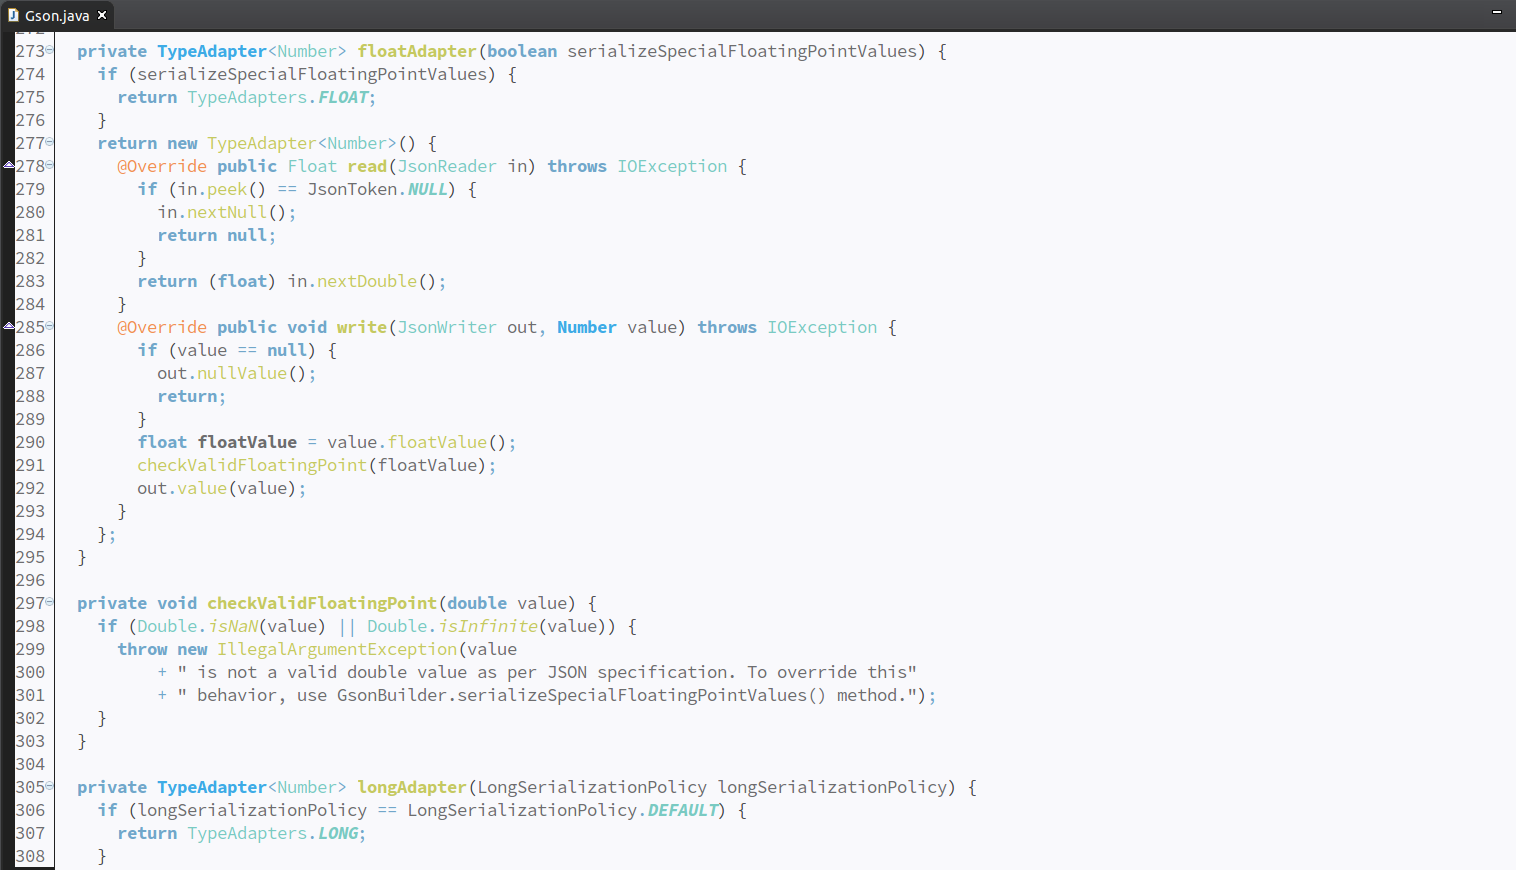 Gson.java
273 private TypeAdapter<Number> floatAdapter(boolean serializeSpecialFloatingPointValues) {
274 if (serializeSpecialFloatingPointValues) {
275 return TypeAdapters.FLOAT;
276 }
277 return new TypeAdapter<Number>() {
278 @Override public Float read(JsonReader in) throws IOException {
279 if (in.peek() == JsonToken.NULL) {
280 in.nextNull();
281 return null;
282 }
283 return (float) in.nextDouble();
284 }
285 @Override public void write(JsonWriter out, Number value) throws IOException {
286 if (value == null) {
287 out.nullValue();
288 return;
289 }
290 float floatValue = value.floatValue();
291 checkValidFloatingPoint(floatValue);
292 out.value(value);
293 }
294 };
295 }
296
297 private void checkValidFloatingPoint(double value) {
298 if (Double.isNaN(value) || Double.isInfinite(value)) {
299 throw new IllegalArgumentException(value
300 + " is not a valid double value as per JSON specification. To override this"
301 + " behavior, use GsonBuilder.serializeSpecialFloatingPointValues() method.");
302 }
303 }
304
305 private TypeAdapter<Number> longAdapter(LongSerializationPolicy longSerializationPolicy) {
306 if (longSerializationPolicy == LongSerializationPolicy.DEFAULT) {
307 return TypeAdapters.LONG;
308 }